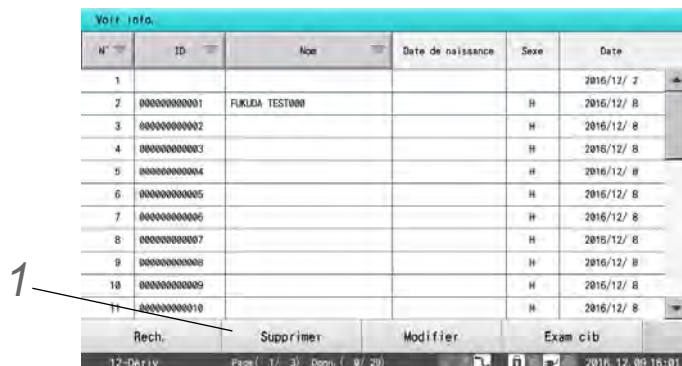 Voir info.
N° ID Nom Date de naissance Sexe Date
1 2016/12/ 2
2 000000000001 FUKUDA TEST000 H 2016/12/ 8
3 000000000002 H 2016/12/ 8
4 000000000003 H 2016/12/ 8
5 000000000004 H 2016/12/ 8
6 000000000005 H 2016/12/ 8
7 000000000006 H 2016/12/ 8
8 000000000007 H 2016/12/ 8
9 000000000008 H 2016/12/ 8
10 000000000009 H 2016/12/ 8
11 000000000010 H 2016/12/ 8
1
Rech. Supprimer Modifier Exam cib
12-Dériv Page( 1/ 3) Donn.( 0/ 29) 2016.12.09 16:01